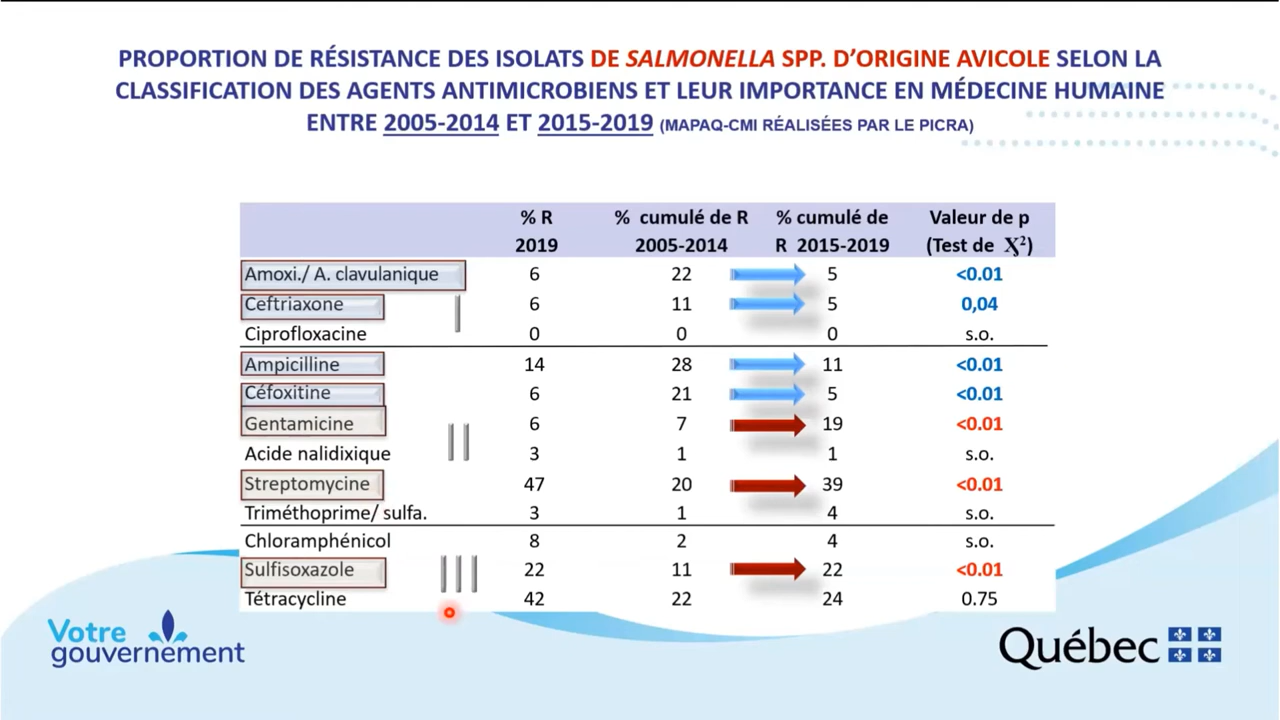 PROPORTION DE RÉSISTANCE DES ISOLATS DE SALMONELLA SPP. D'ORIGINE AVICOLE SELON LA
CLASSIFICATION DES AGENTS ANTIMICROBIENS ET LEUR IMPORTANCE EN MÉDECINE HUMAINE
ENTRE 2005-2014 ET 2015-2019 (MAPAQ-CMI RÉALISÉES PAR LE PICRA)
% R % cumulé de R % cumulé de Valeur de p
2019 2005-2014 R 2015-2019 (Test de χ²)
Amoxi./ A. clavulanique 6 22 5 <0.01
Ceftriaxone I 6 11 5 0,04
Ciprofloxacine 0 0 0 s.o.
Ampicilline 14 28 11 <0.01
Céfoxitine 6 21 5 <0.01
Gentamicine II 6 7 19 <0.01
Acide nalidixique 3 1 1 s.o.
Streptomycine 47 20 39 <0.01
Triméthoprime/ sulfa. 3 1 4 s.o.
Chloramphénicol 8 2 4 s.o.
Sulfisoxazole III 22 11 22 <0.01
Tétracycline 42 22 24 0.75
Votre
gouvernement
Québec